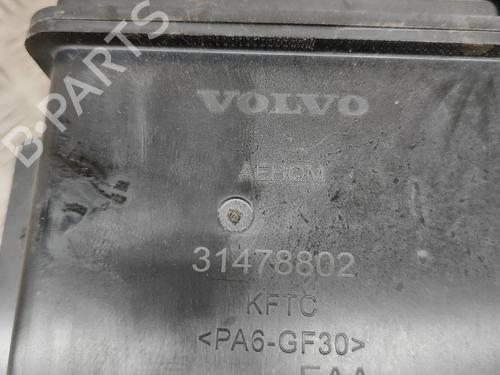 VOLVO
AEHQM
31478802
KFTC
<PA6-GF30>
B-PARTS